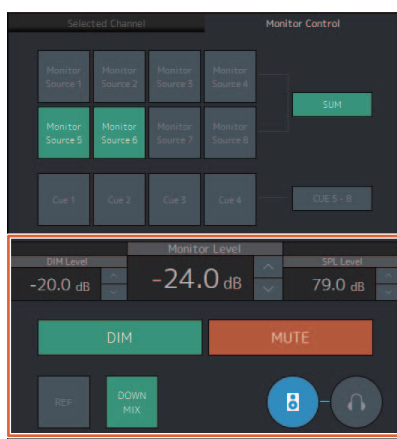 Selected Channel Monitor Control
Monitor Source 1
Monitor Source 2
Monitor Source 3
Monitor Source 4
SUM
Monitor Source 5
Monitor Source 6
Monitor Source 7
Monitor Source 8
Cue 1
Cue 2
Cue 3
Cue 4
CUE 5 - 8
Monitor Level
DIM Level
SPL Level
-20.0 dB
-24.0 dB
79.0 dB
DIM
MUTE
REF
DOWN
MIX